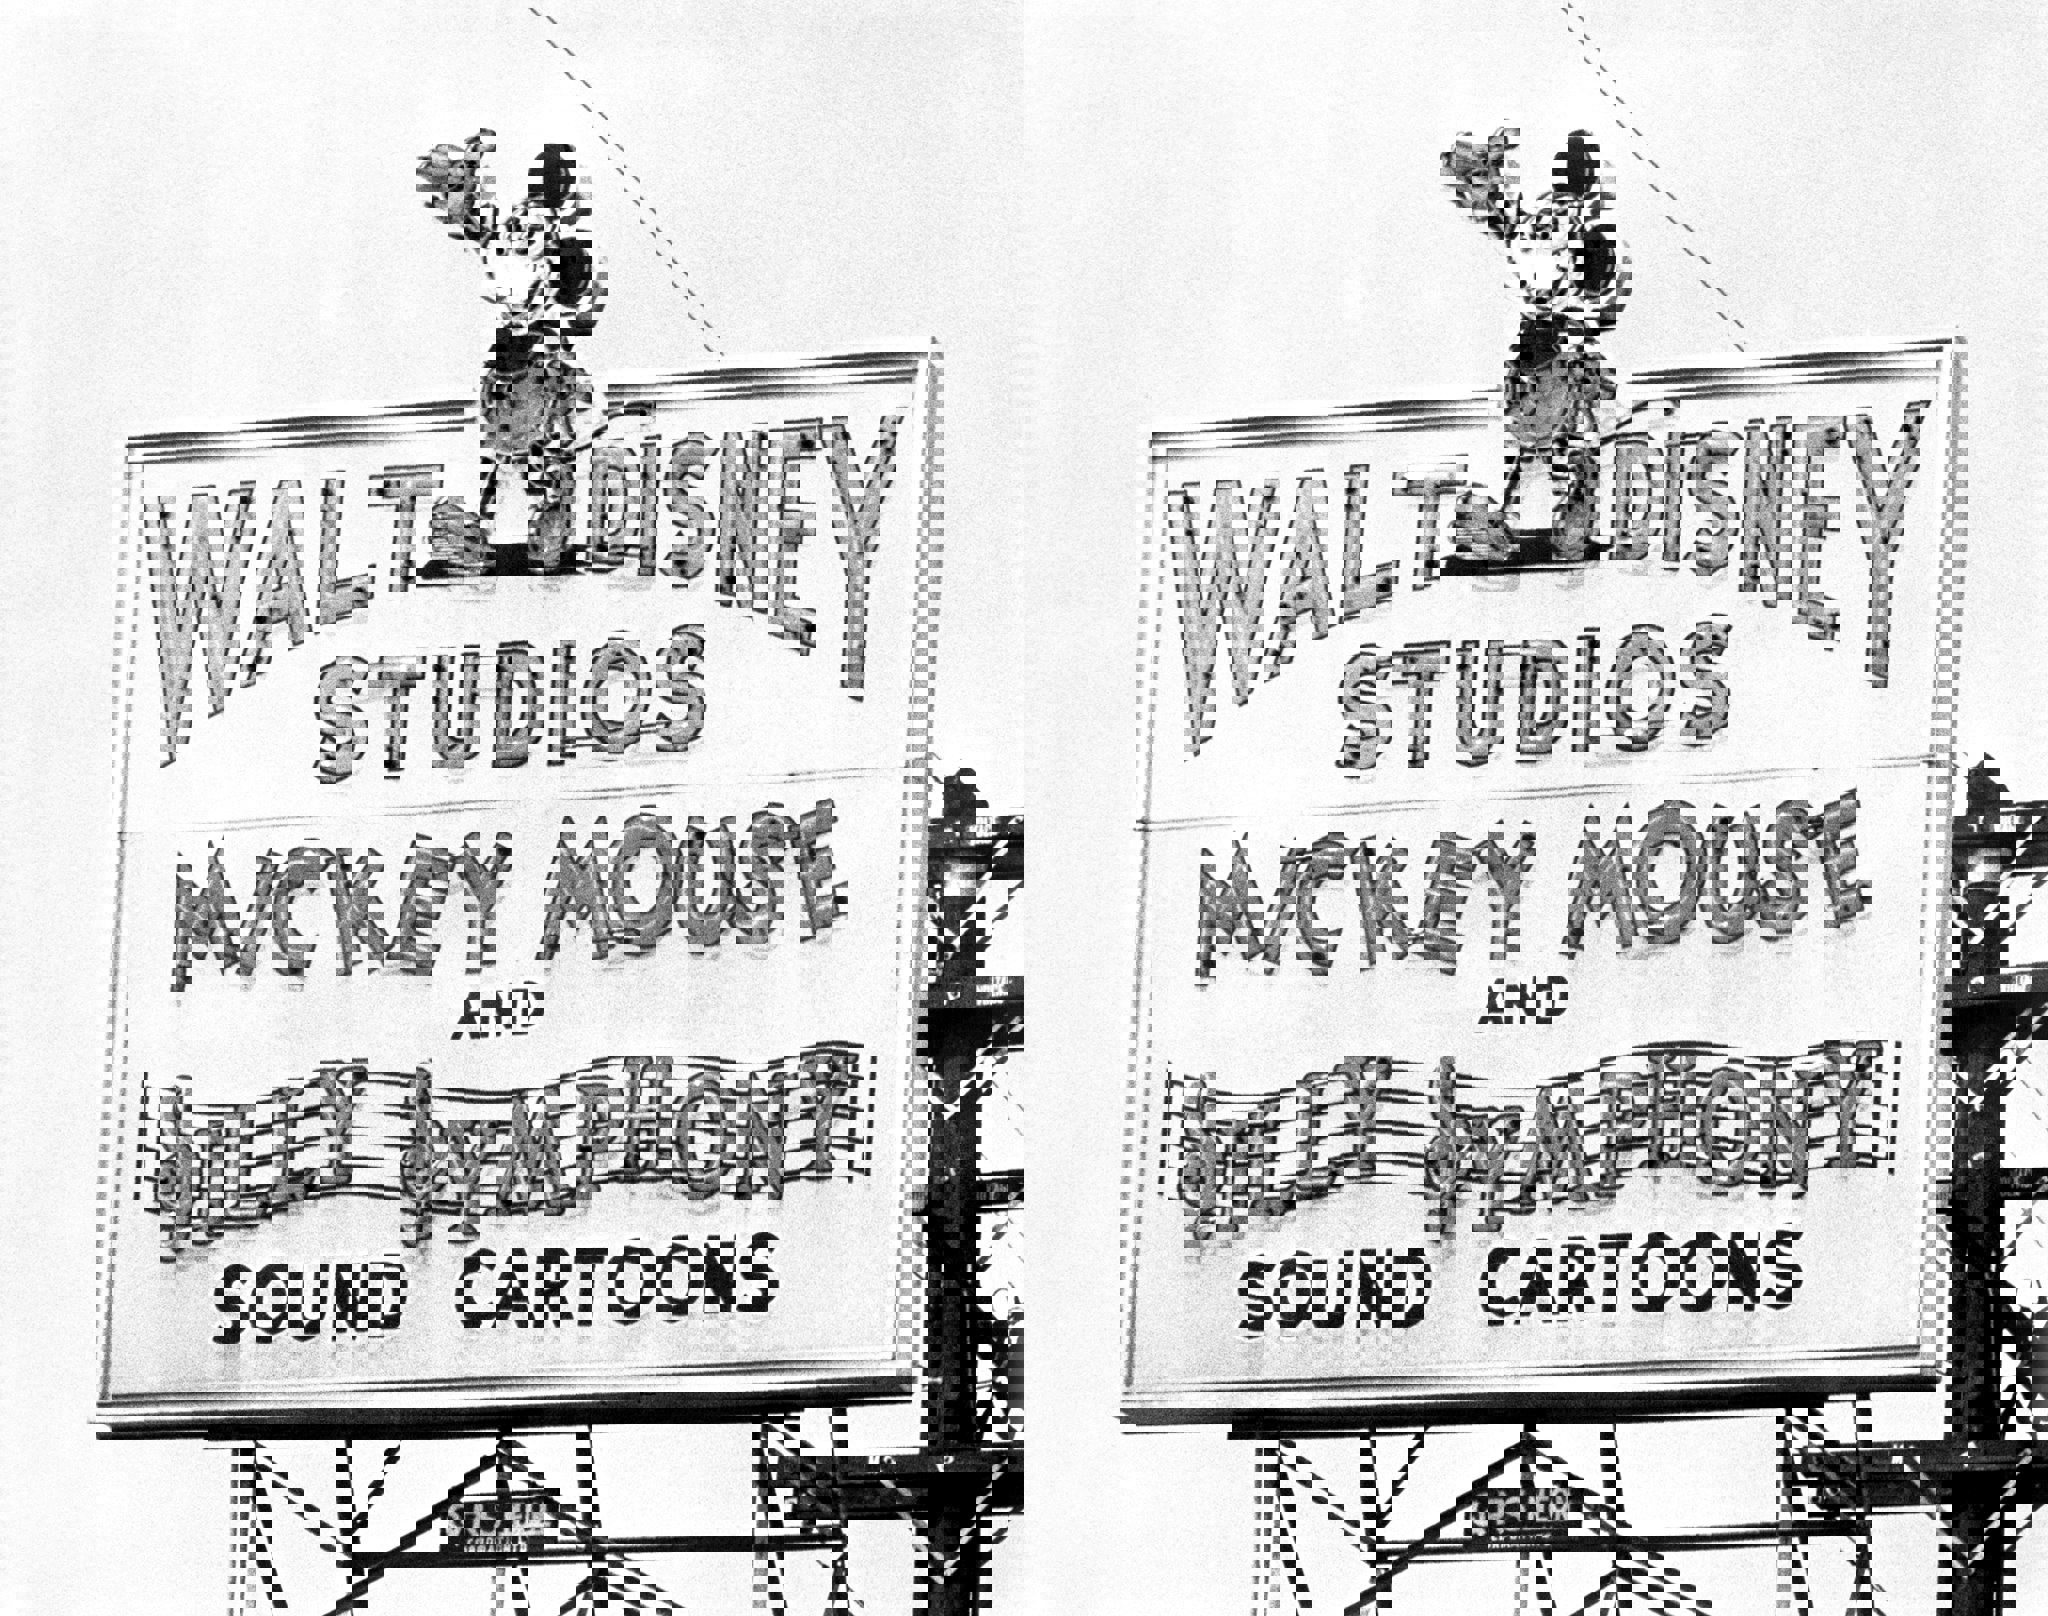 WALT DISNEY
STUDIOS
MICKEY MOUSE
AND
SILLY SYMPHONY
SOUND CARTOONS
WALT DISNEY
STUDIOS
MICKEY MOUSE
AND
SILLY SYMPHONY
SOUND CARTOONS